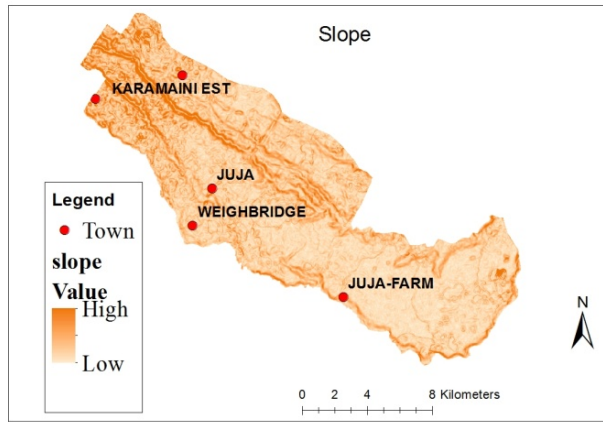 Slope
KARAMAINI EST
JUJA
WEIGHBRIDGE
JUJA-FARM
Legend
Town
slope
Value
High
Low
N
0 2 4 8 Kilometers